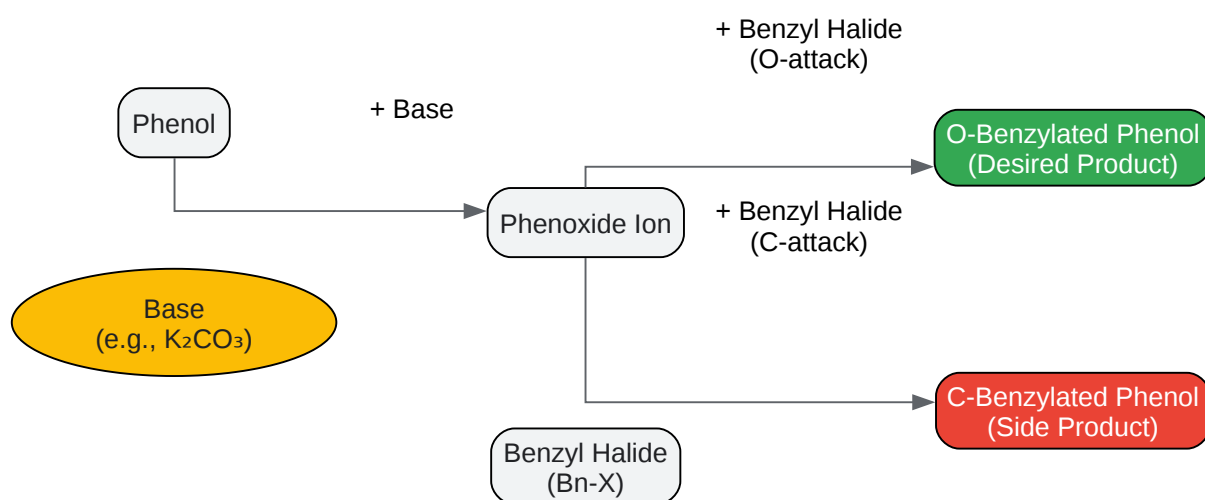 + Benzyl Halide
(O-attack)
Phenol
+ Base
O-Benzylated Phenol
(Desired Product)
Phenoxide Ion
+ Benzyl Halide
(C-attack)
Base
(e.g., K₂CO₃)
C-Benzylated Phenol
(Side Product)
Benzyl Halide
(Bn-X)